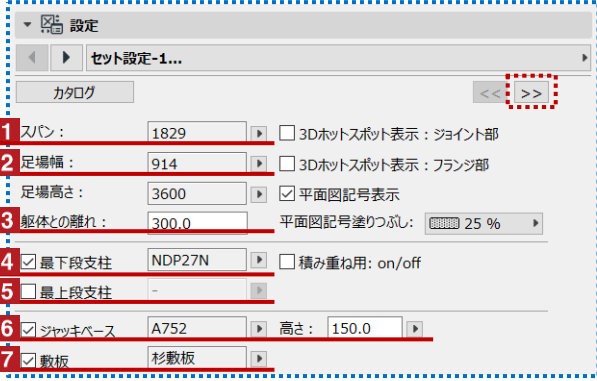 設定
セット設定-1...
カタログ << >>
1 スパン： 1829 3Dホットスポット表示：ジョイント部
2 足場幅： 914 3Dホットスポット表示：フランジ部
足場高さ： 3600 平面図記号表示
3 躯体との離れ： 300.0 平面図記号塗りつぶし： 25 %
4 最下段支柱 NDP27N 積み重ね用: on/off
5 最上段支柱 -
6 ジャッキベース A752 高さ： 150.0
7 敷板 杉敷板